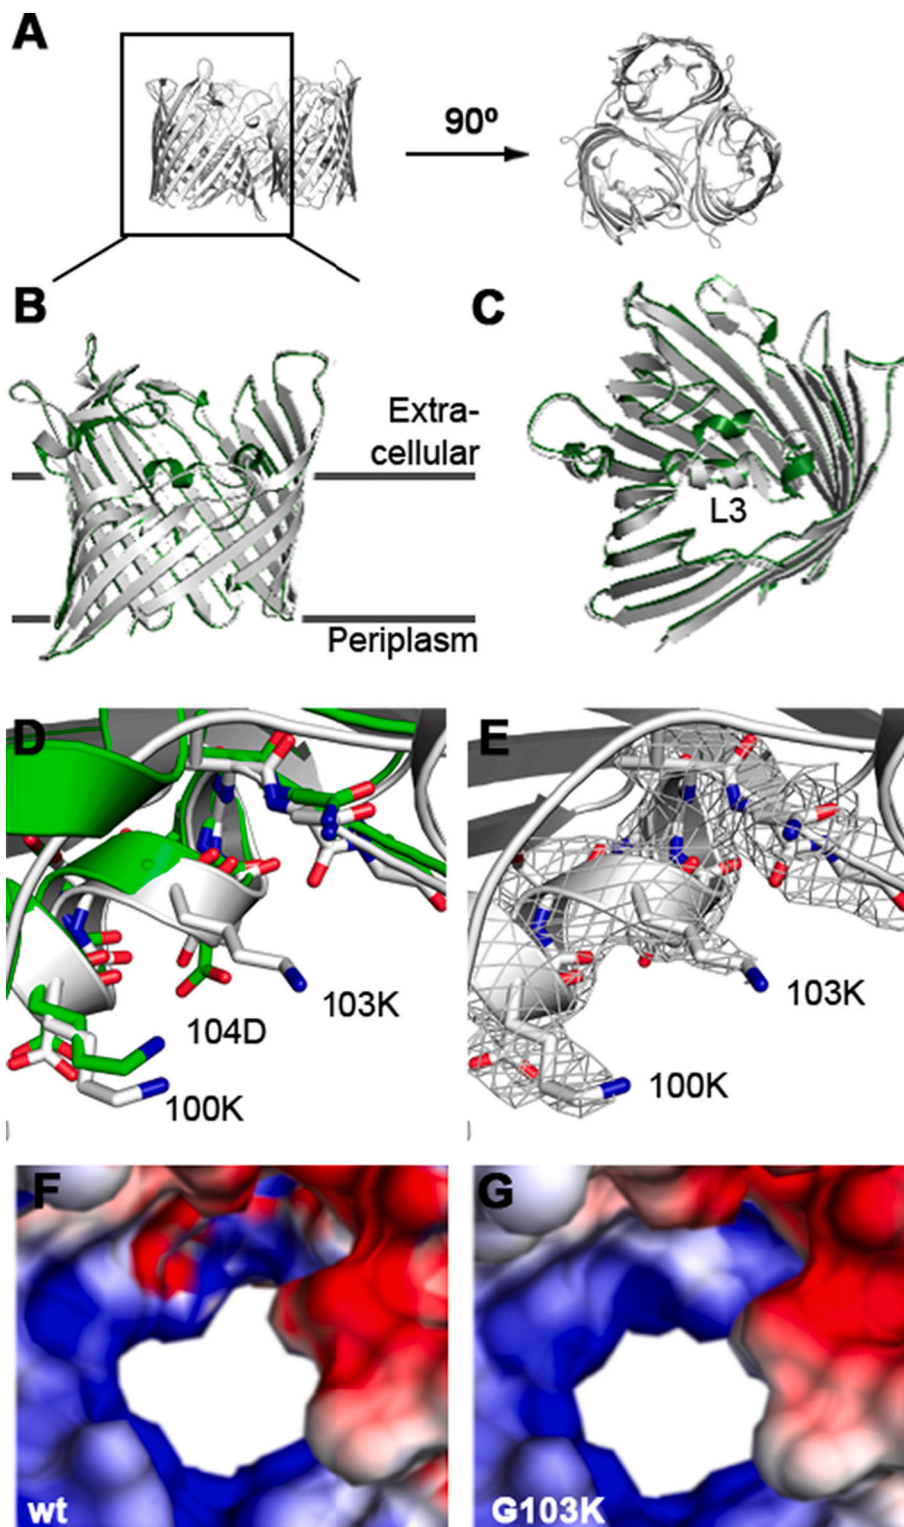 A
90º
B
C
Extra-
cellular
L3
Periplasm
D
E
103K
103K
104D
100K
100K
F
G
wt
G103K